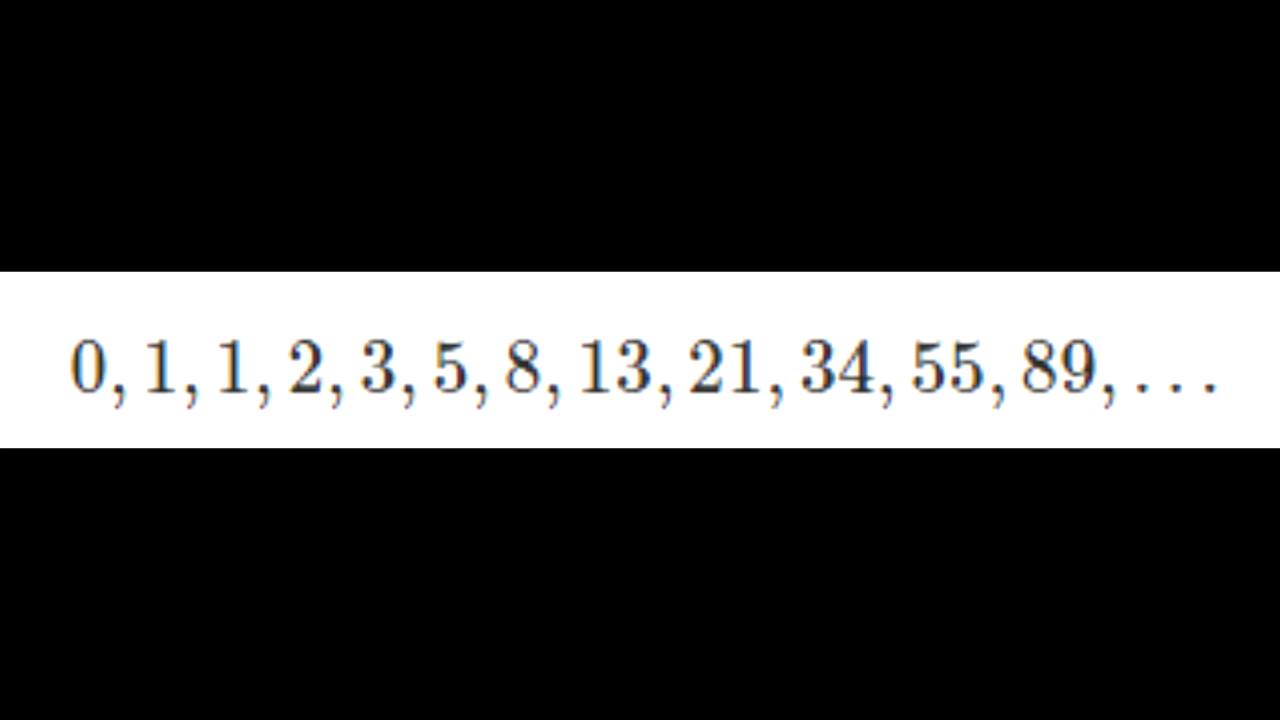 0, 1, 1, 2, 3, 5, 8, 13, 21, 34, 55, 89, . . .